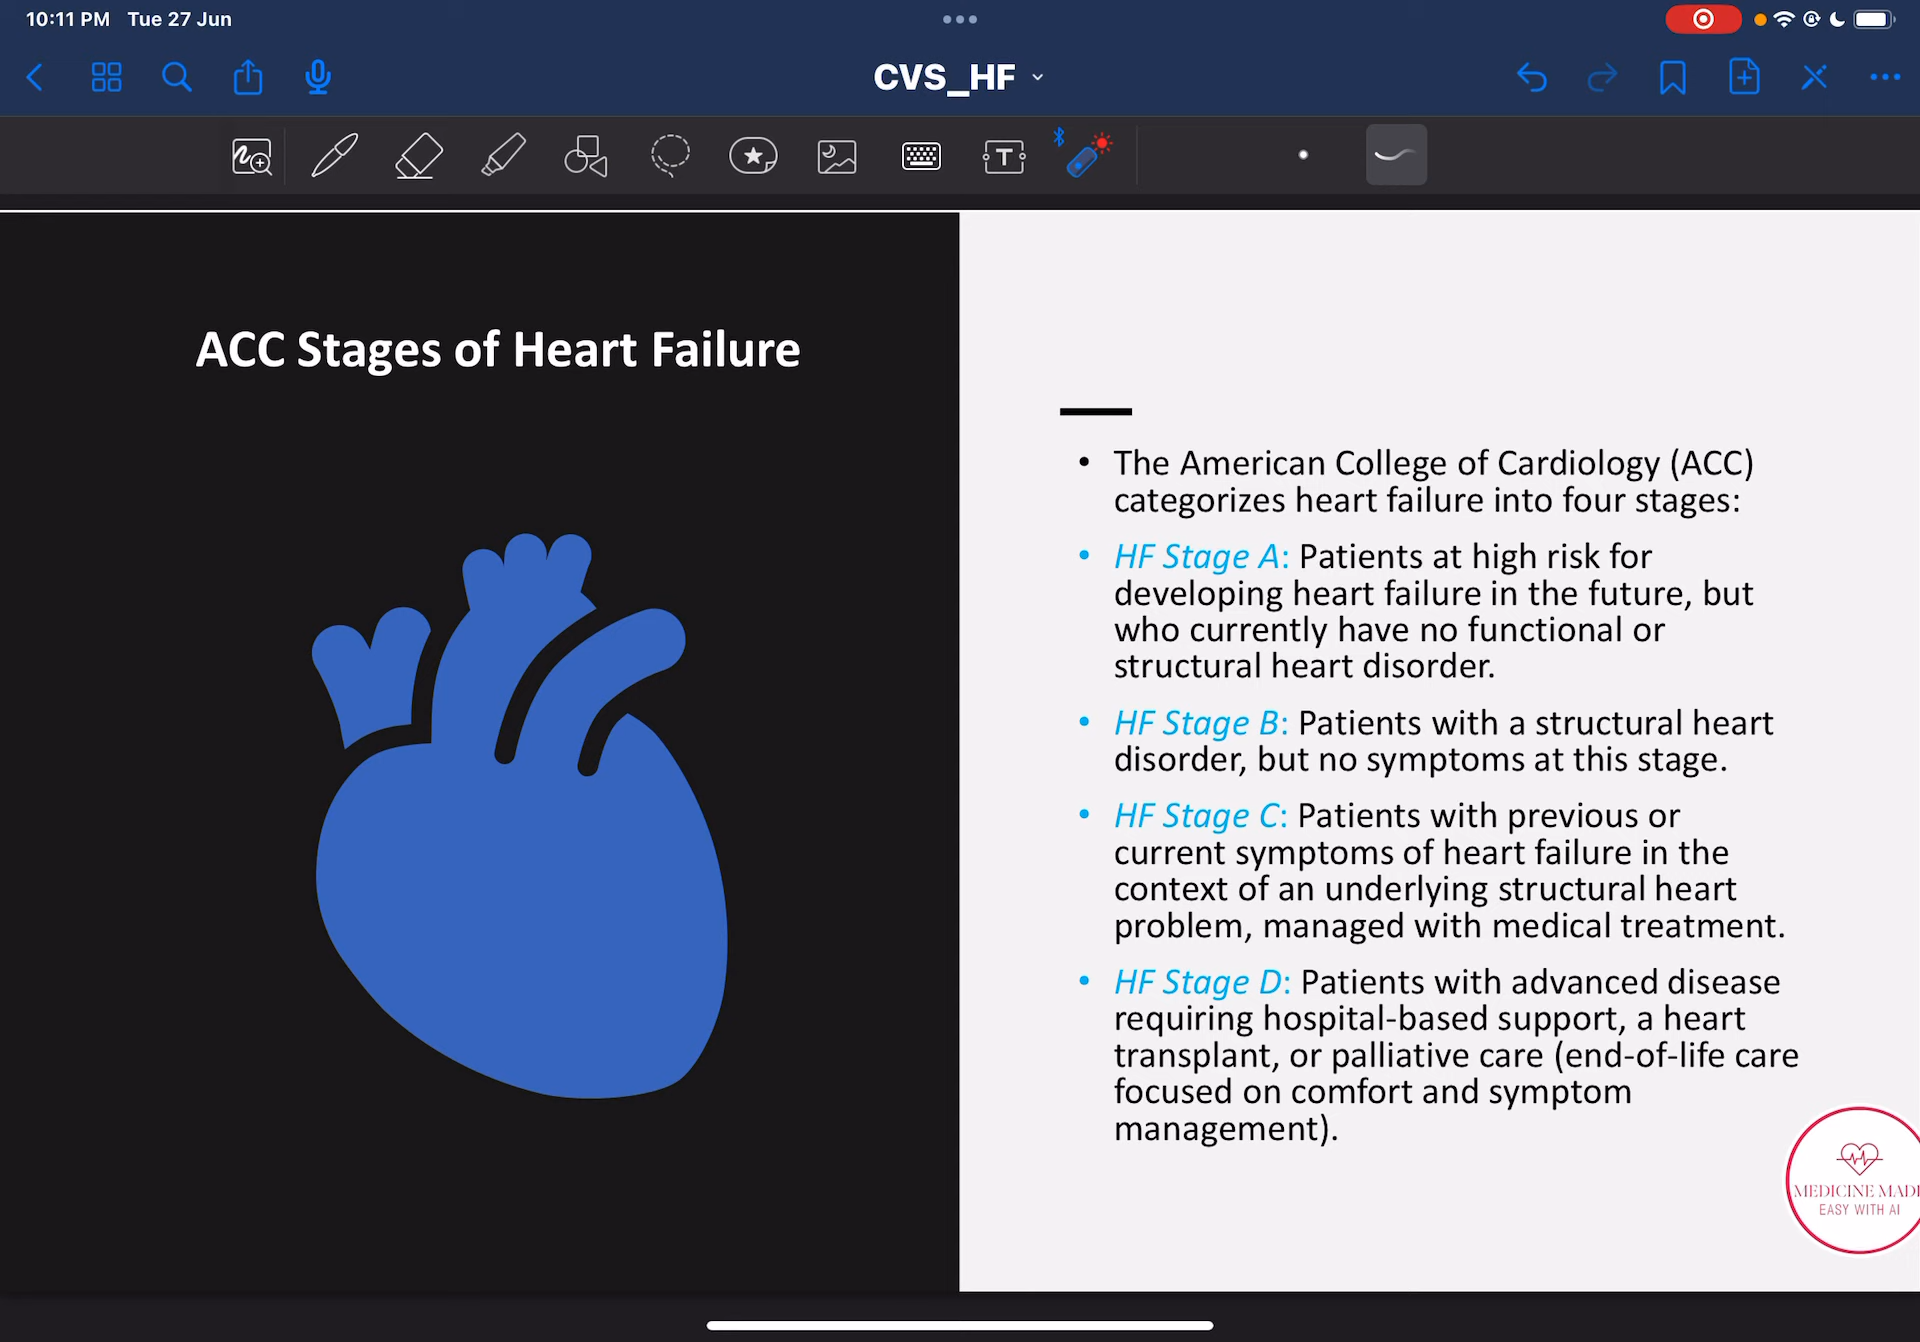 10:11 PM Tue 27 Jun
CVS_HF
T
ACC Stages of Heart Failure
• The American College of Cardiology (ACC)
categorizes heart failure into four stages:
• HF Stage A: Patients at high risk for
developing heart failure in the future, but
who currently have no functional or
structural heart disorder.
• HF Stage B: Patients with a structural heart
disorder, but no symptoms at this stage.
• HF Stage C: Patients with previous or
current symptoms of heart failure in the
context of an underlying structural heart
problem, managed with medical treatment.
• HF Stage D: Patients with advanced disease
requiring hospital-based support, a heart
transplant, or palliative care (end-of-life care
focused on comfort and symptom
management).
MEDICINE MADE
EASY WITH AI